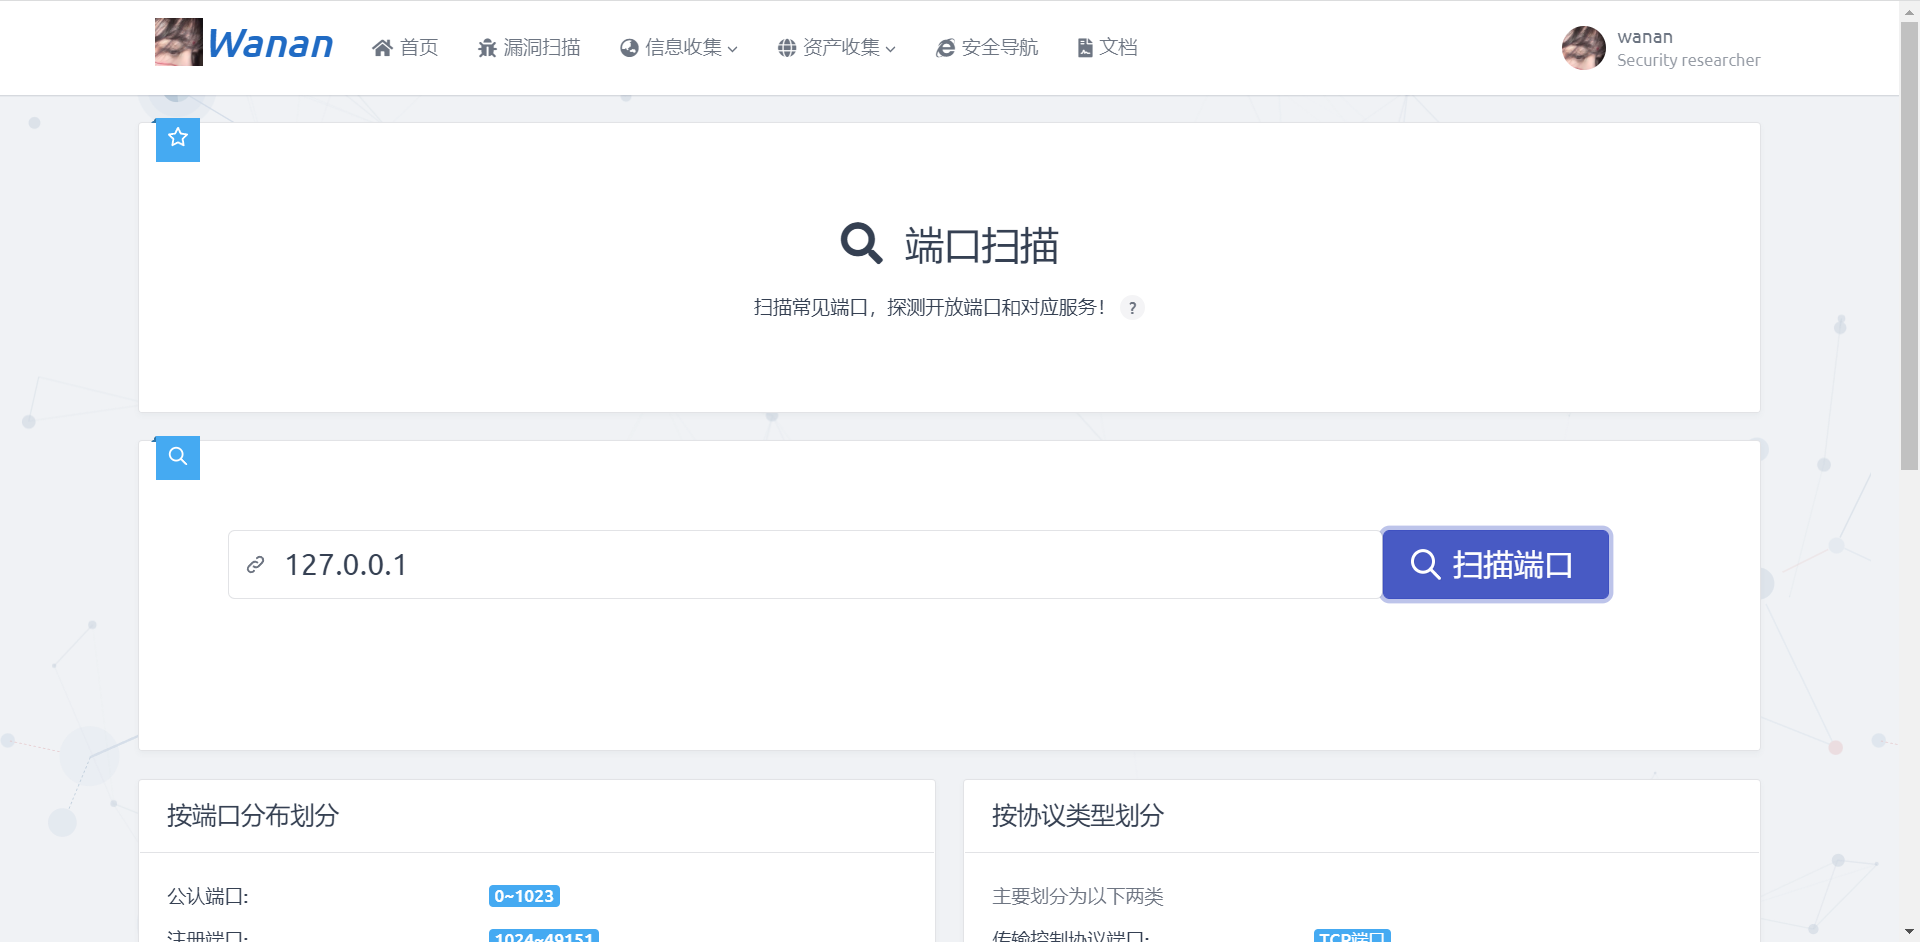 Wanan
首页
漏洞扫描
信息收集
资产收集
安全导航
文档
wanan
Security researcher
端口扫描
扫描常见端口，探测开放端口和对应服务！ ?
127.0.0.1
扫描端口
按端口分布划分
公认端口: 0~1023
注册端口: 1024~49151
按协议类型划分
主要划分为以下两类
传输控制协议端口: TCP端口